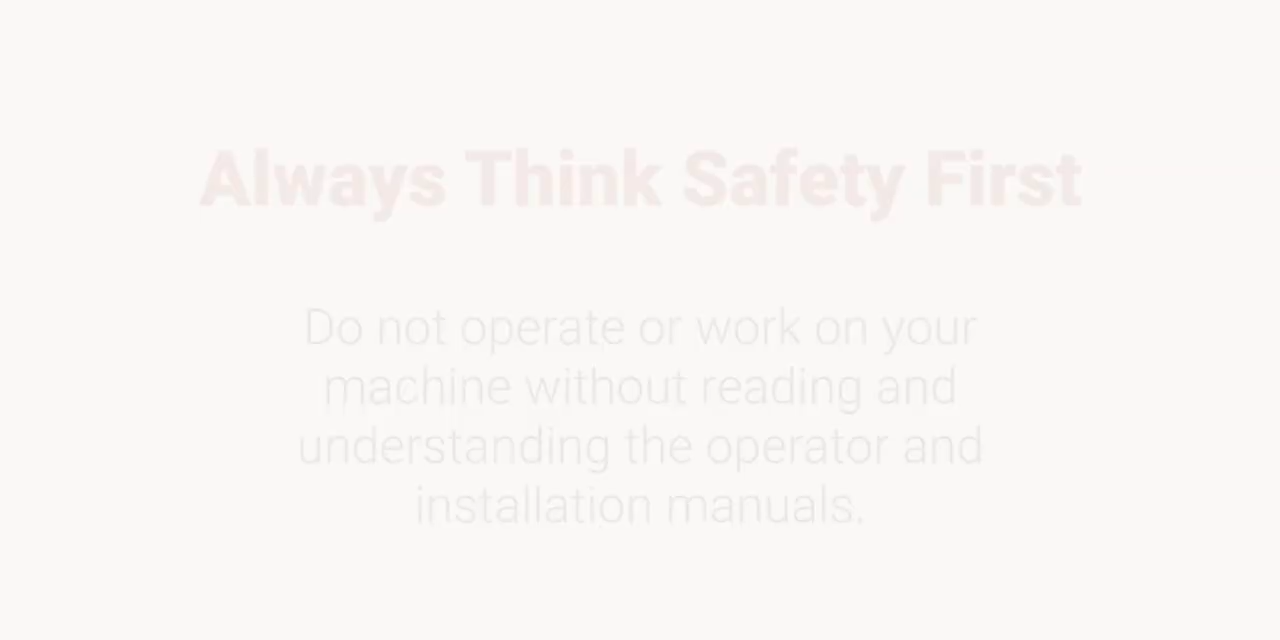 Always Think Safety First
Do not operate or work on your
machine without reading and
understanding the operator and
installation manuals.